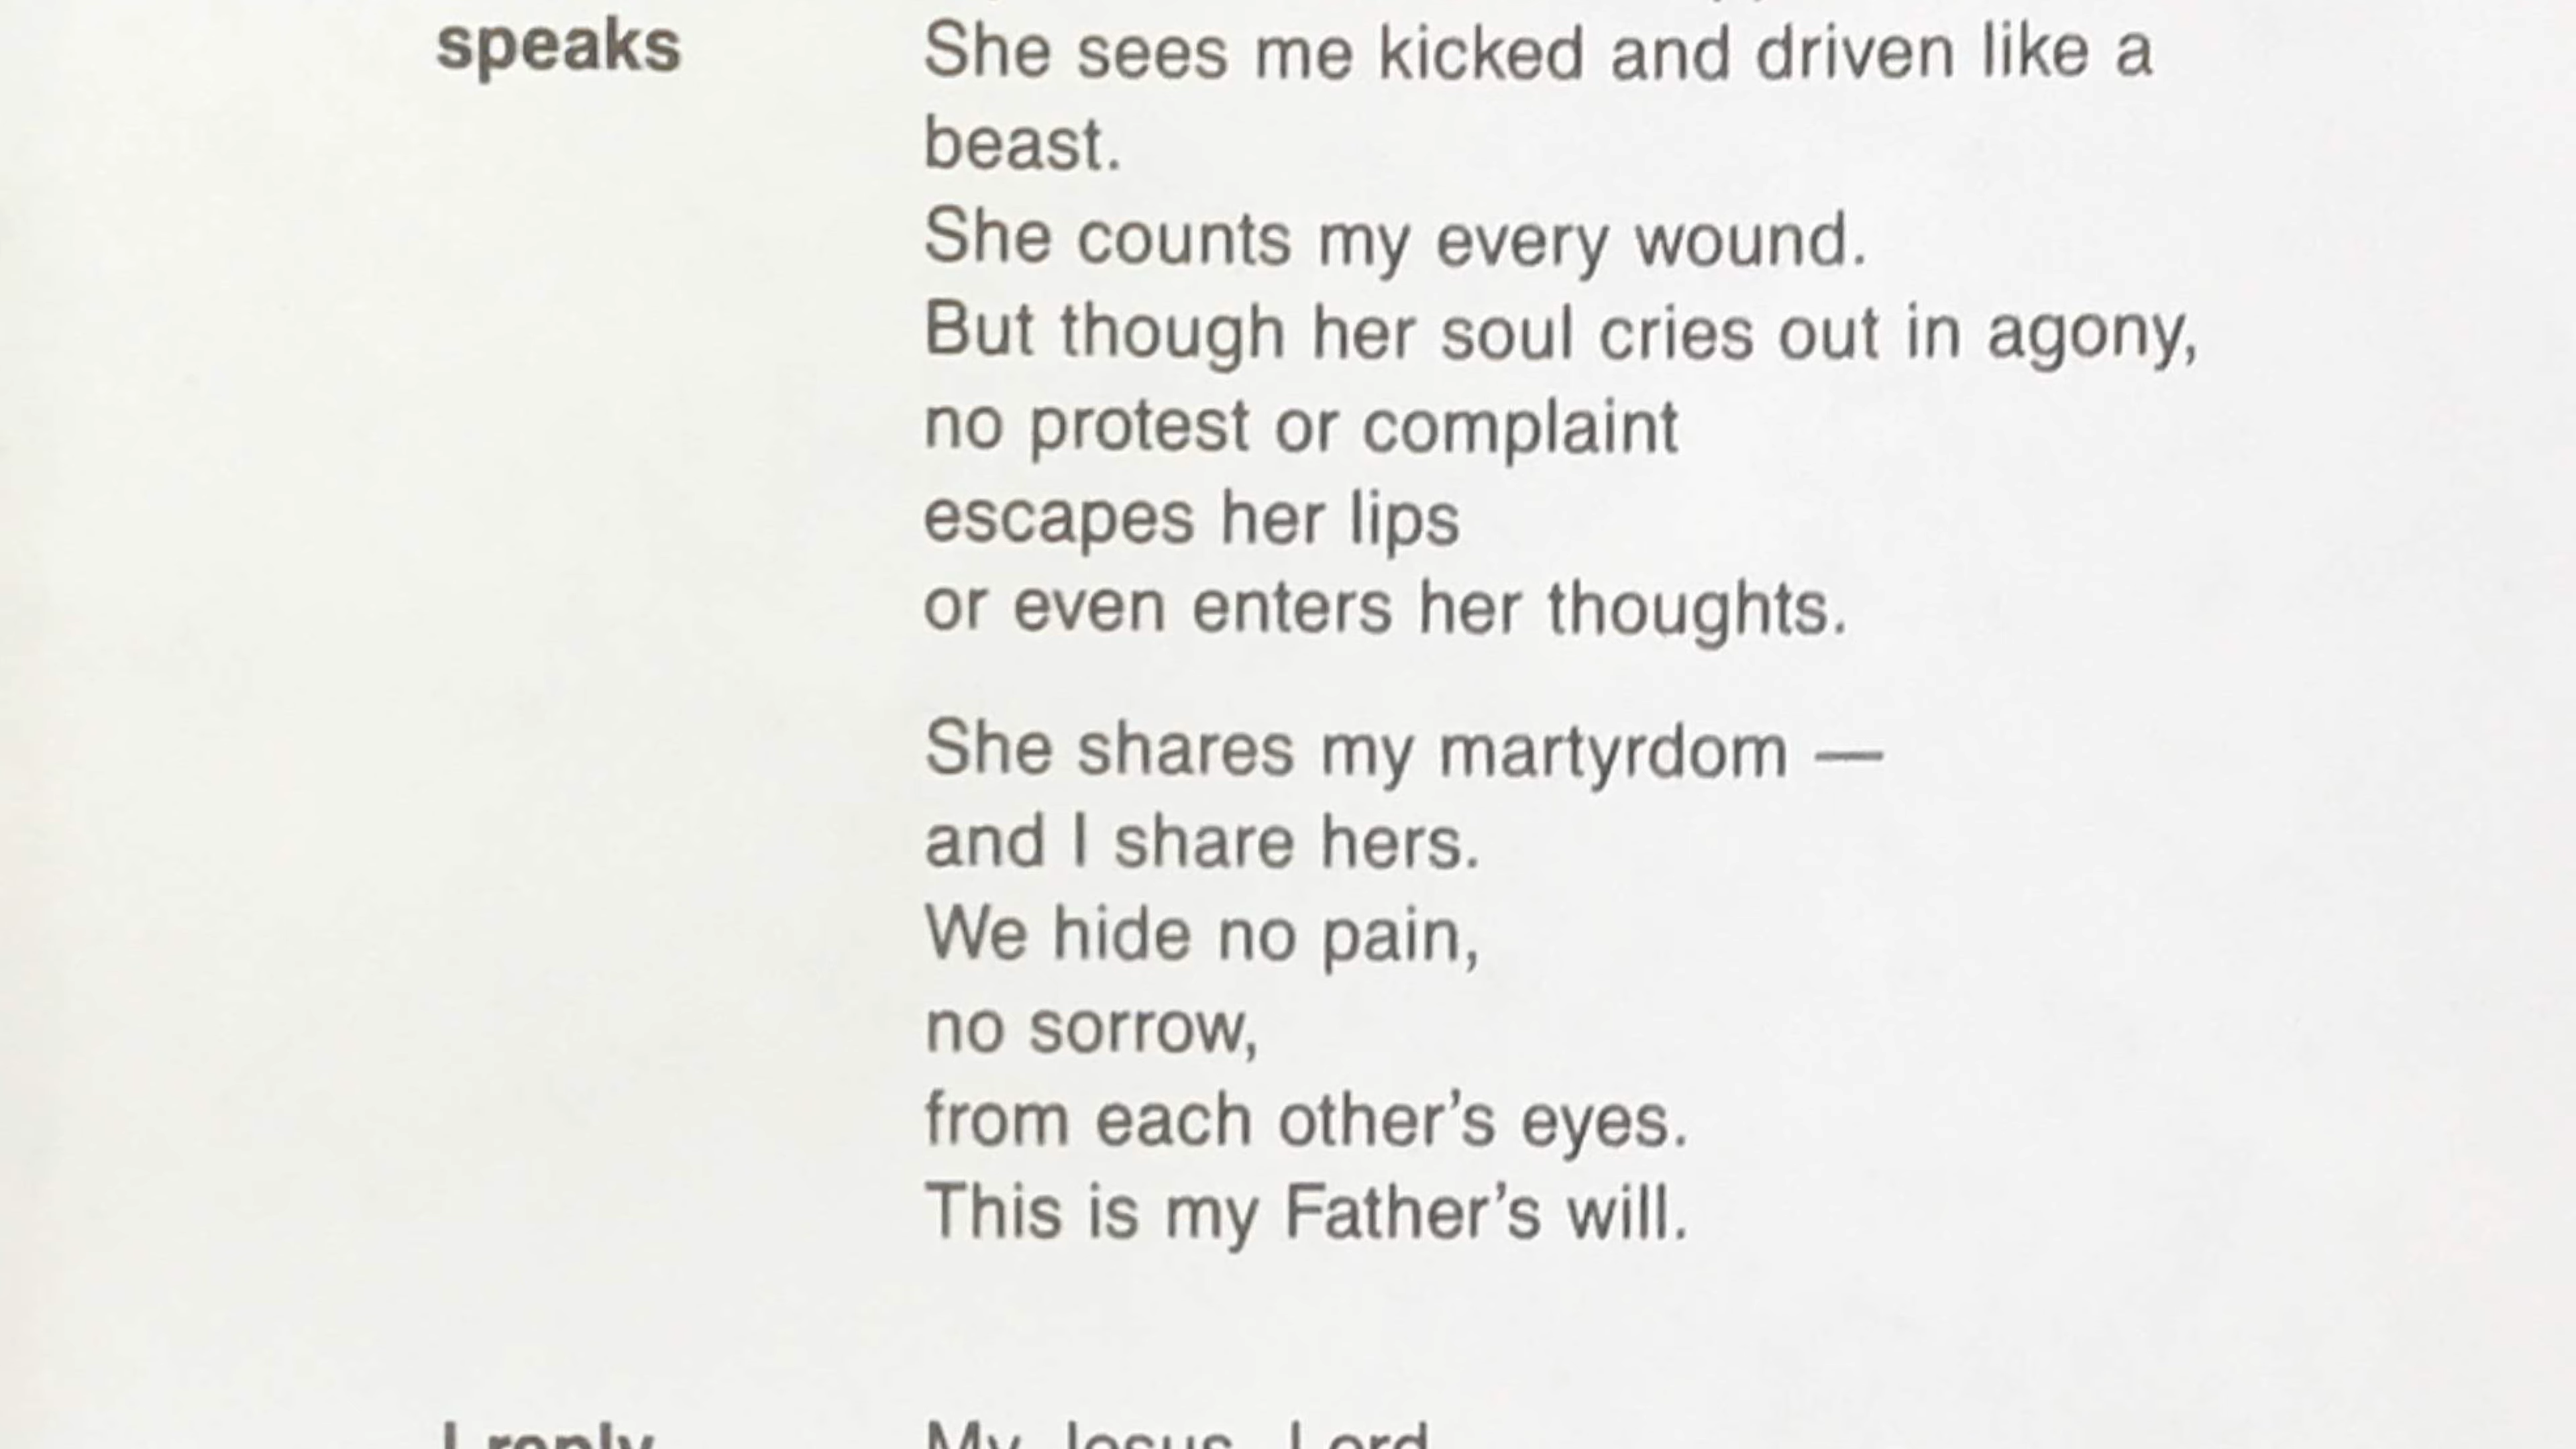 speaks She sees me kicked and driven like a
beast.
She counts my every wound.
But though her soul cries out in agony,
no protest or complaint
escapes her lips
or even enters her thoughts.
She shares my martyrdom —
and I share hers.
We hide no pain,
no sorrow,
from each other’s eyes.
This is my Father’s will.
I reply My Jesus, Lord